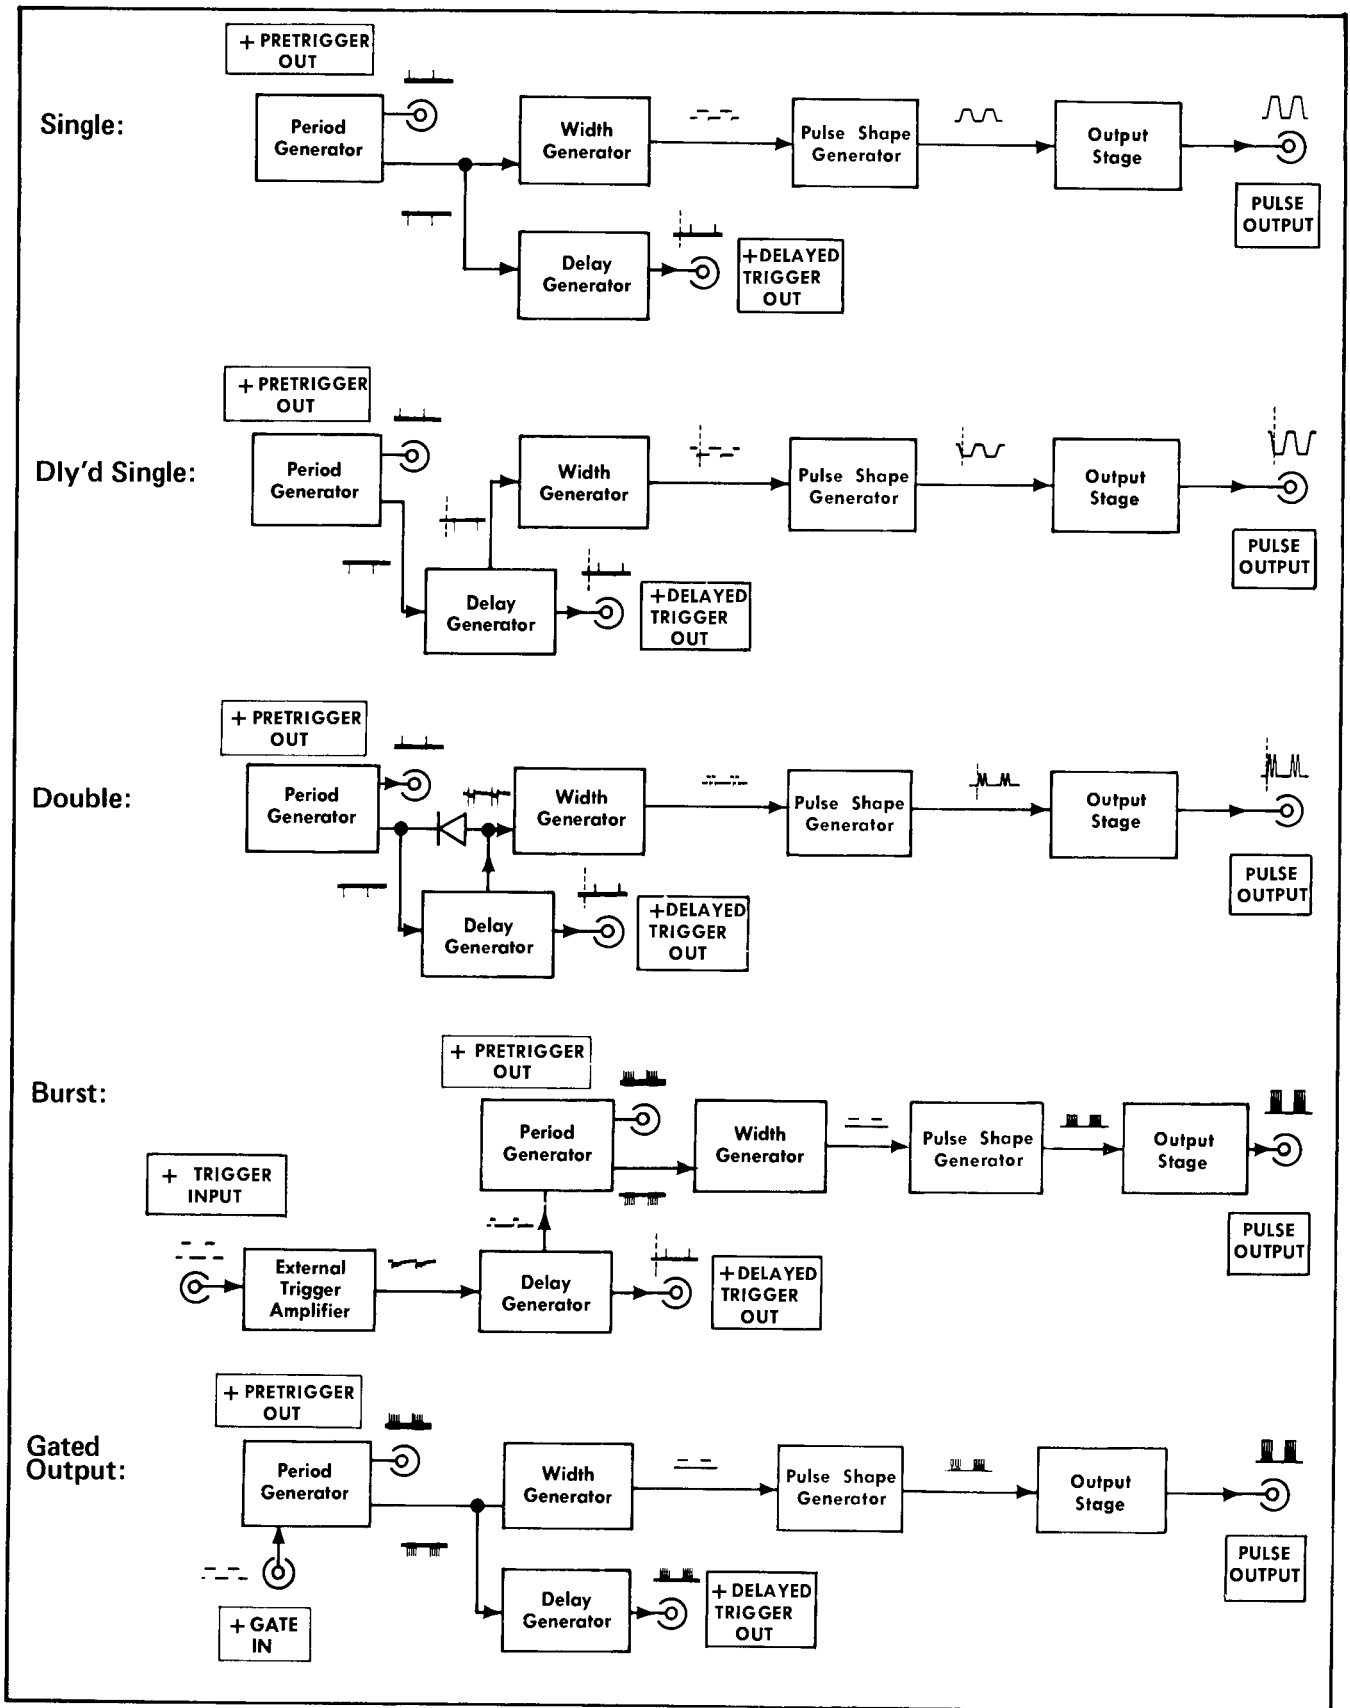 + PRETRIGGER
OUT
Single:
Period
Generator
Width
Generator
Pulse Shape
Generator
Output
Stage
PULSE
OUTPUT
Delay
Generator
+DELAYED
TRIGGER
OUT
+ PRETRIGGER
OUT
Dly'd Single:
Period
Generator
Width
Generator
Pulse Shape
Generator
Output
Stage
PULSE
OUTPUT
Delay
Generator
+DELAYED
TRIGGER
OUT
+ PRETRIGGER
OUT
Double:
Period
Generator
Width
Generator
Pulse Shape
Generator
Output
Stage
PULSE
OUTPUT
Delay
Generator
+DELAYED
TRIGGER
OUT
+ PRETRIGGER
OUT
Burst:
Period
Generator
Width
Generator
Pulse Shape
Generator
Output
Stage
PULSE
OUTPUT
+ TRIGGER
INPUT
External
Trigger
Amplifier
Delay
Generator
+DELAYED
TRIGGER
OUT
+ PRETRIGGER
OUT
Gated
Output:
Period
Generator
Width
Generator
Pulse Shape
Generator
Output
Stage
PULSE
OUTPUT
+ GATE
IN
Delay
Generator
+ DELAYED
TRIGGER
OUT